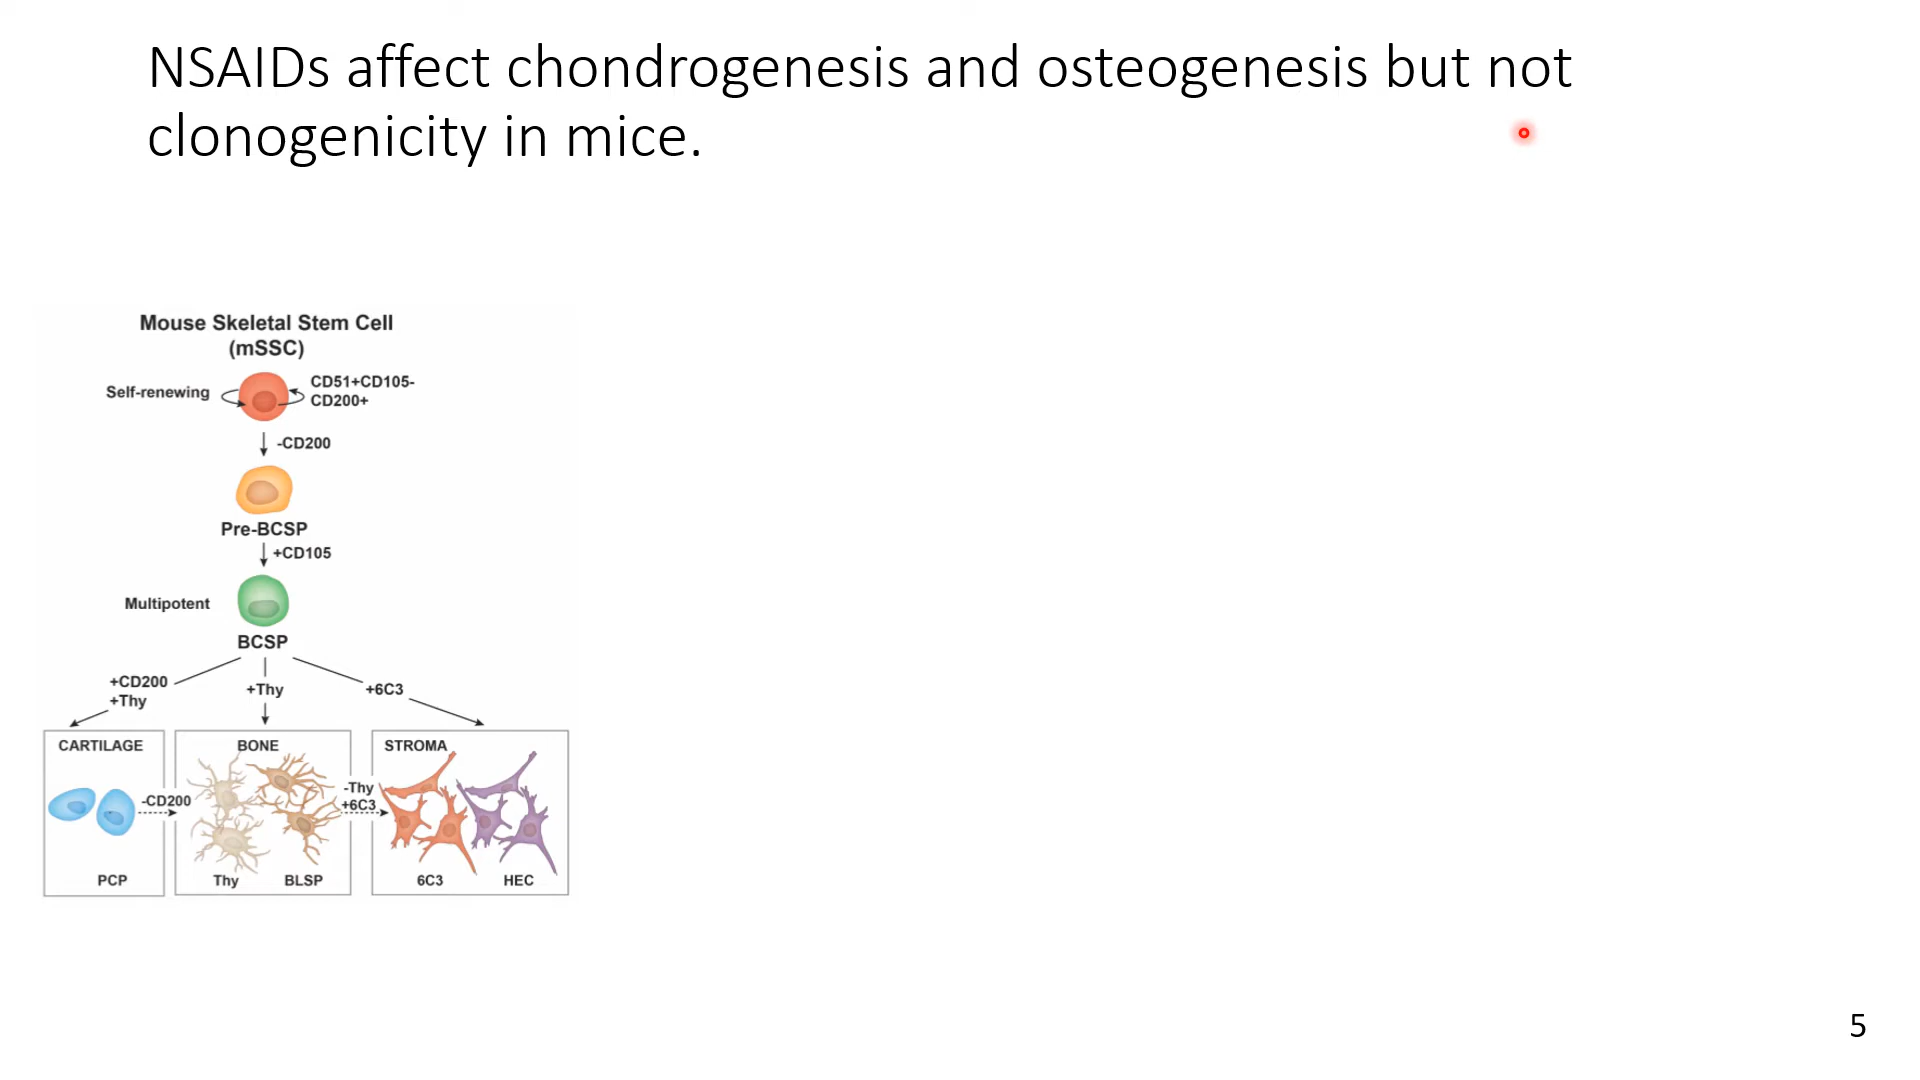 NSAIDs affect chondrogenesis and osteogenesis but not
clonogenicity in mice.
Mouse Skeletal Stem Cell
(mSSC)
Self-renewing
CD51+CD105-
CD200+
-CD200
Pre-BCSP
+CD105
Multipotent
BCSP
+CD200
+Thy
+Thy
+6C3
CARTILAGE
BONE
STROMA
-CD200
-Thy
+6C3
PCP
Thy
BLSP
6C3
HEC
5